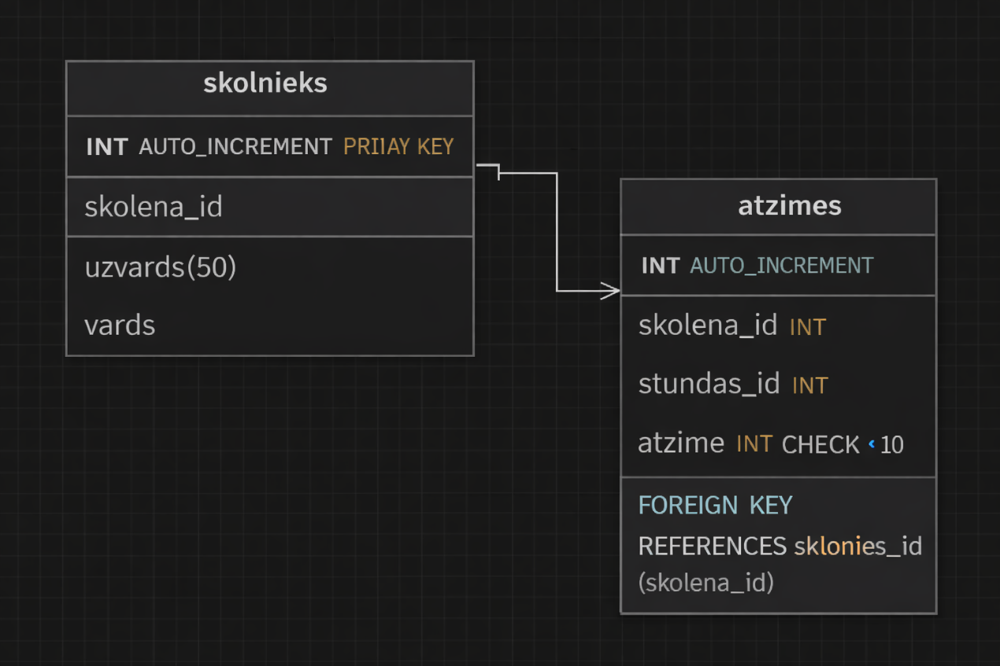 skolnieks
INT AUTO_INCREMENT PRI1AY KEY
skolena_id
uzvards(50)
vards
atzimes
INT AUTO_INCREMENT
skolena_id INT
stundas_id INT
atzime INT CHECK < 10
FOREIGN KEY
REFERENCES sklonies_id
(skolena_id)